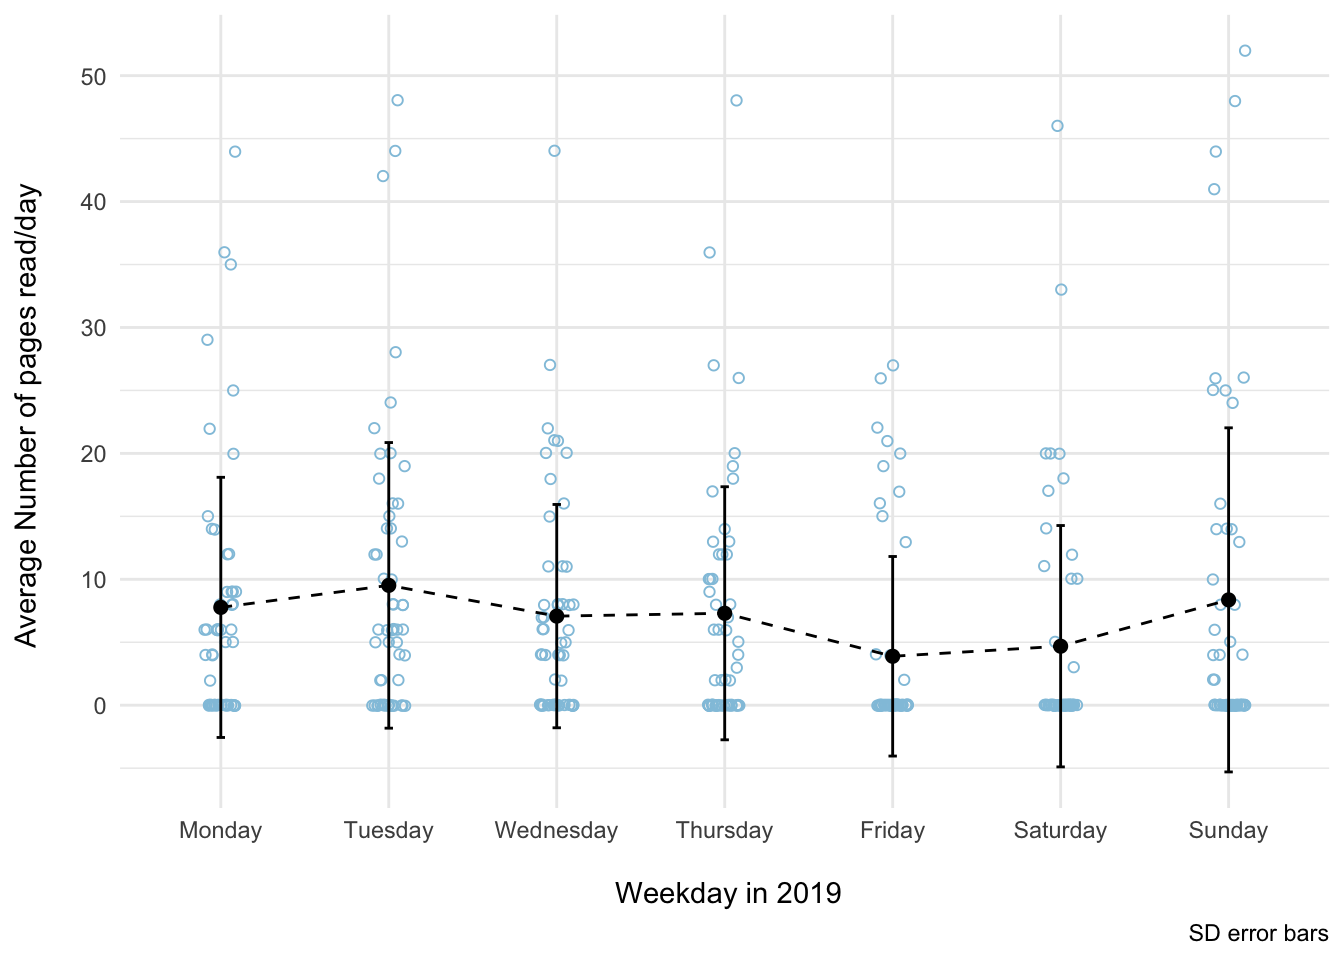 Average Number of pages read/day
50
40
30
20
10
0
Monday Tuesday Wednesday Thursday Friday Saturday Sunday
Weekday in 2019
SD error bars